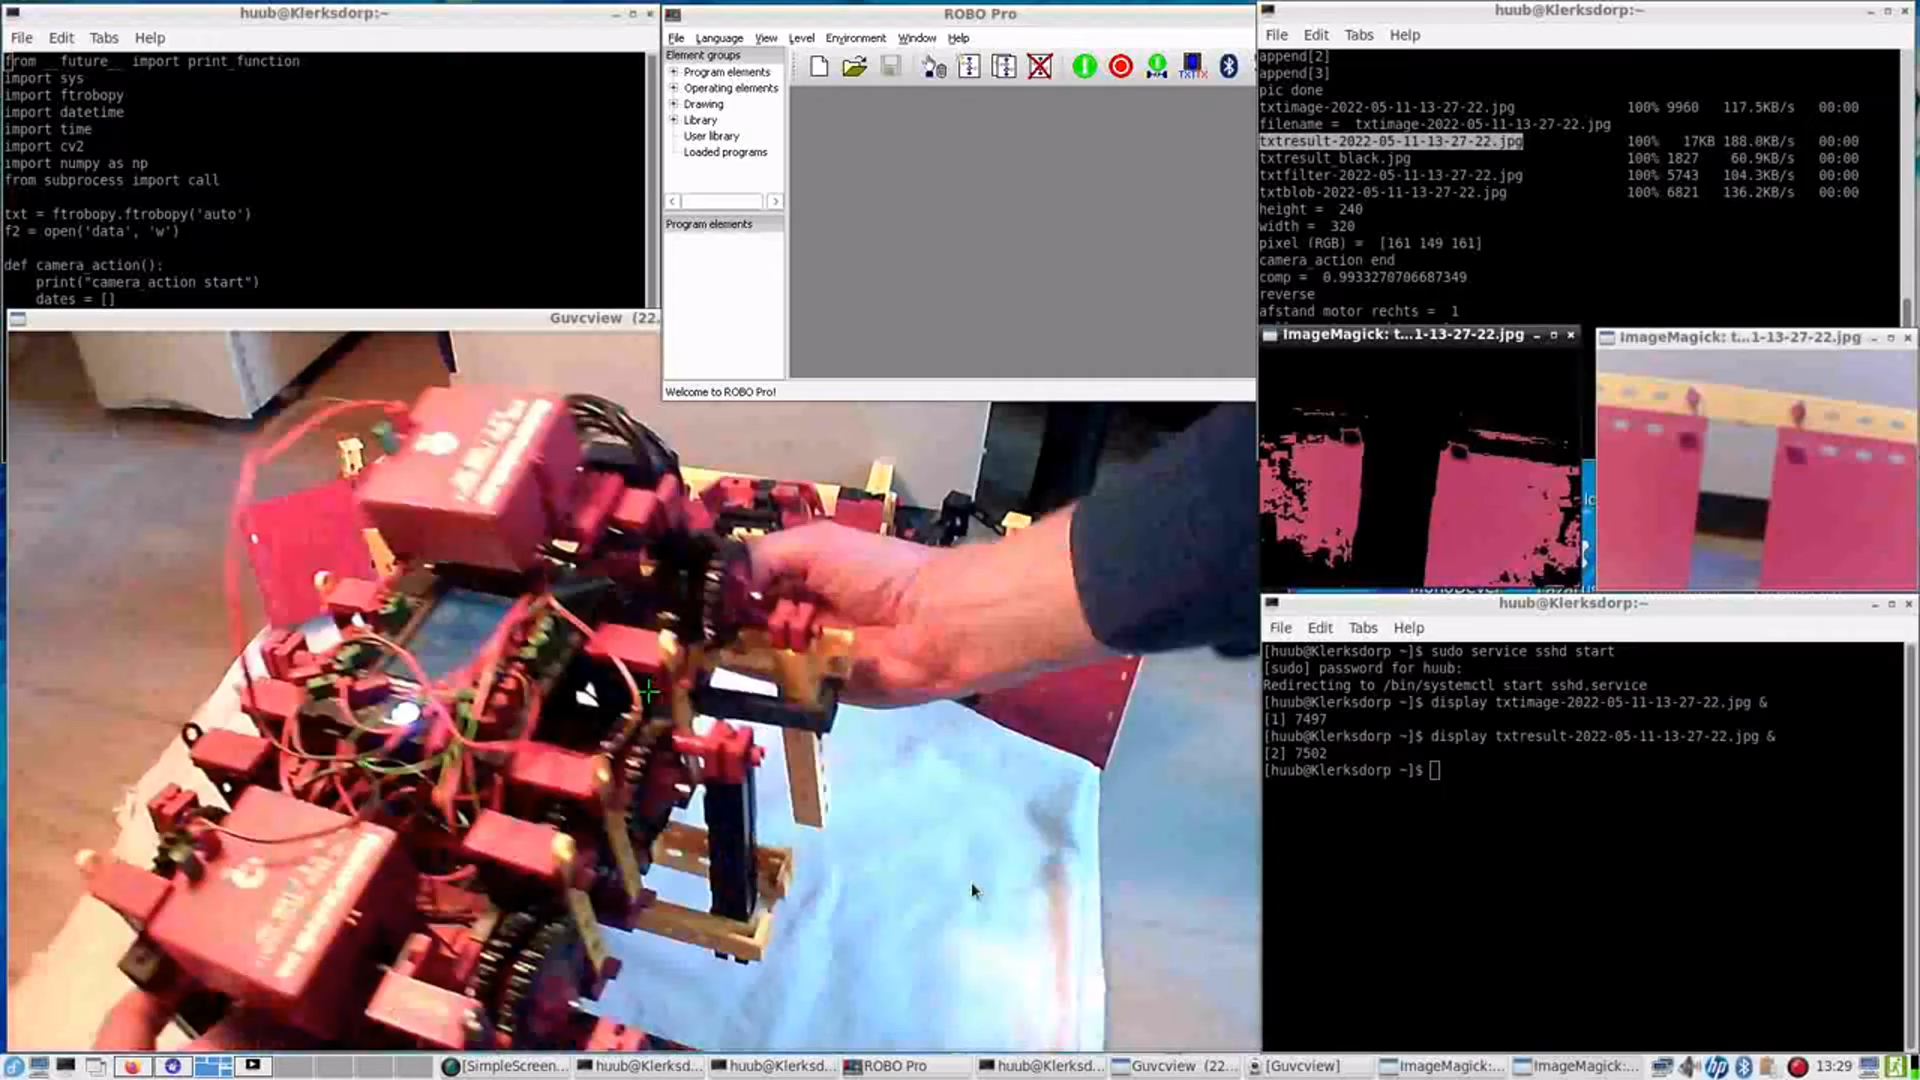 huub@Klerksdorp:~
File Edit Tabs Help
from __future__ import print_function
import sys
import ftrobopy
import datetime
import time
import cv2
import numpy as np
from subprocess import call
txt = ftrobopy.ftrobopy('auto')
f2 = open('data', 'w')
def camera_action():
print("camera_action start")
dates = []
Guvcview (22.
ROBO Pro
File Language View Level Environment Window Help
Element groups
Program elements
Operating elements
Drawing
Library
User library
Loaded programs
Program elements
Welcome to ROBO Pro!
huub@Klerksdorp:~
File Edit Tabs Help
append[2]
append[3]
pic done
txtimage-2022-05-11-13-27-22.jpg 100% 9960 117.5KB/s 00:00
filename = txtimage-2022-05-11-13-27-22.jpg
txtresult-2022-05-11-13-27-22.jpg 100% 17KB 188.0KB/s 00:00
txtresult_black.jpg 100% 1827 60.9KB/s 00:00
txtfilter-2022-05-11-13-27-22.jpg 100% 5743 104.3KB/s 00:00
txtblob-2022-05-11-13-27-22.jpg 100% 6821 136.2KB/s 00:00
height = 240
width = 320
pixel (RGB) = [161 149 161]
camera_action end
comp = 0.9933270706687349
reverse
afstand motor rechts = 1
ImageMagick: t...1-13-27-22.jpg
ImageMagick: t...1-13-27-22.jpg
huub@Klerksdorp:~
File Edit Tabs Help
[huub@Klerksdorp ~]$ sudo service sshd start
[sudo] password for huub:
Redirecting to /bin/systemctl start sshd.service
[huub@Klerksdorp ~]$ display txtimage-2022-05-11-13-27-22.jpg &
[1] 7497
[huub@Klerksdorp ~]$ display txtresult-2022-05-11-13-27-22.jpg &
[2] 7502
[huub@Klerksdorp ~]$
[SimpleScreen... huub@Klerksd... huub@Klerksd... ROBO Pro huub@Klerksd... Guvcview (22... [Guvcview] ImageMagick:... ImageMagick:... 13:29